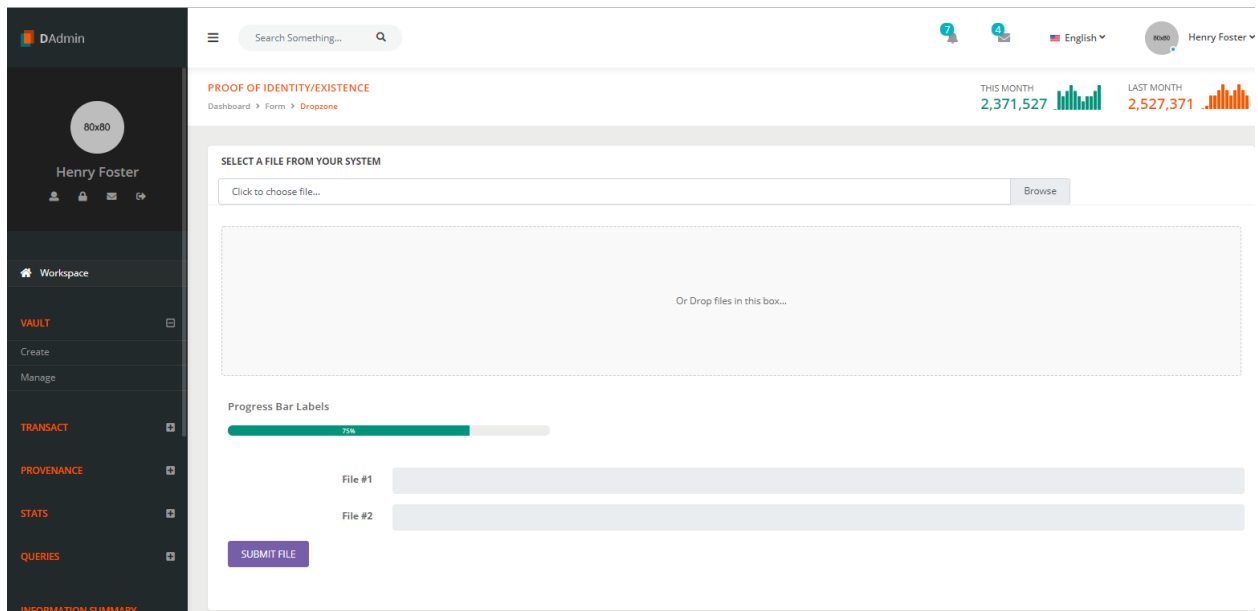 DAdmin
Search Something...
7
4
English
80x80
Henry Foster
PROOF OF IDENTITY/EXISTENCE
Dashboard > Form > Dropzone
THIS MONTH
2,371,527
LAST MONTH
2,527,371
80x80
Henry Foster
Workspace
VAULT
Create
Manage
TRANSACT
PROVENANCE
STATS
QUERIES
INFORMATION SUMMARY
SELECT A FILE FROM YOUR SYSTEM
Click to choose file...
Browse
Or Drop files in this box...
Progress Bar Labels
75%
File #1
File #2
SUBMIT FILE